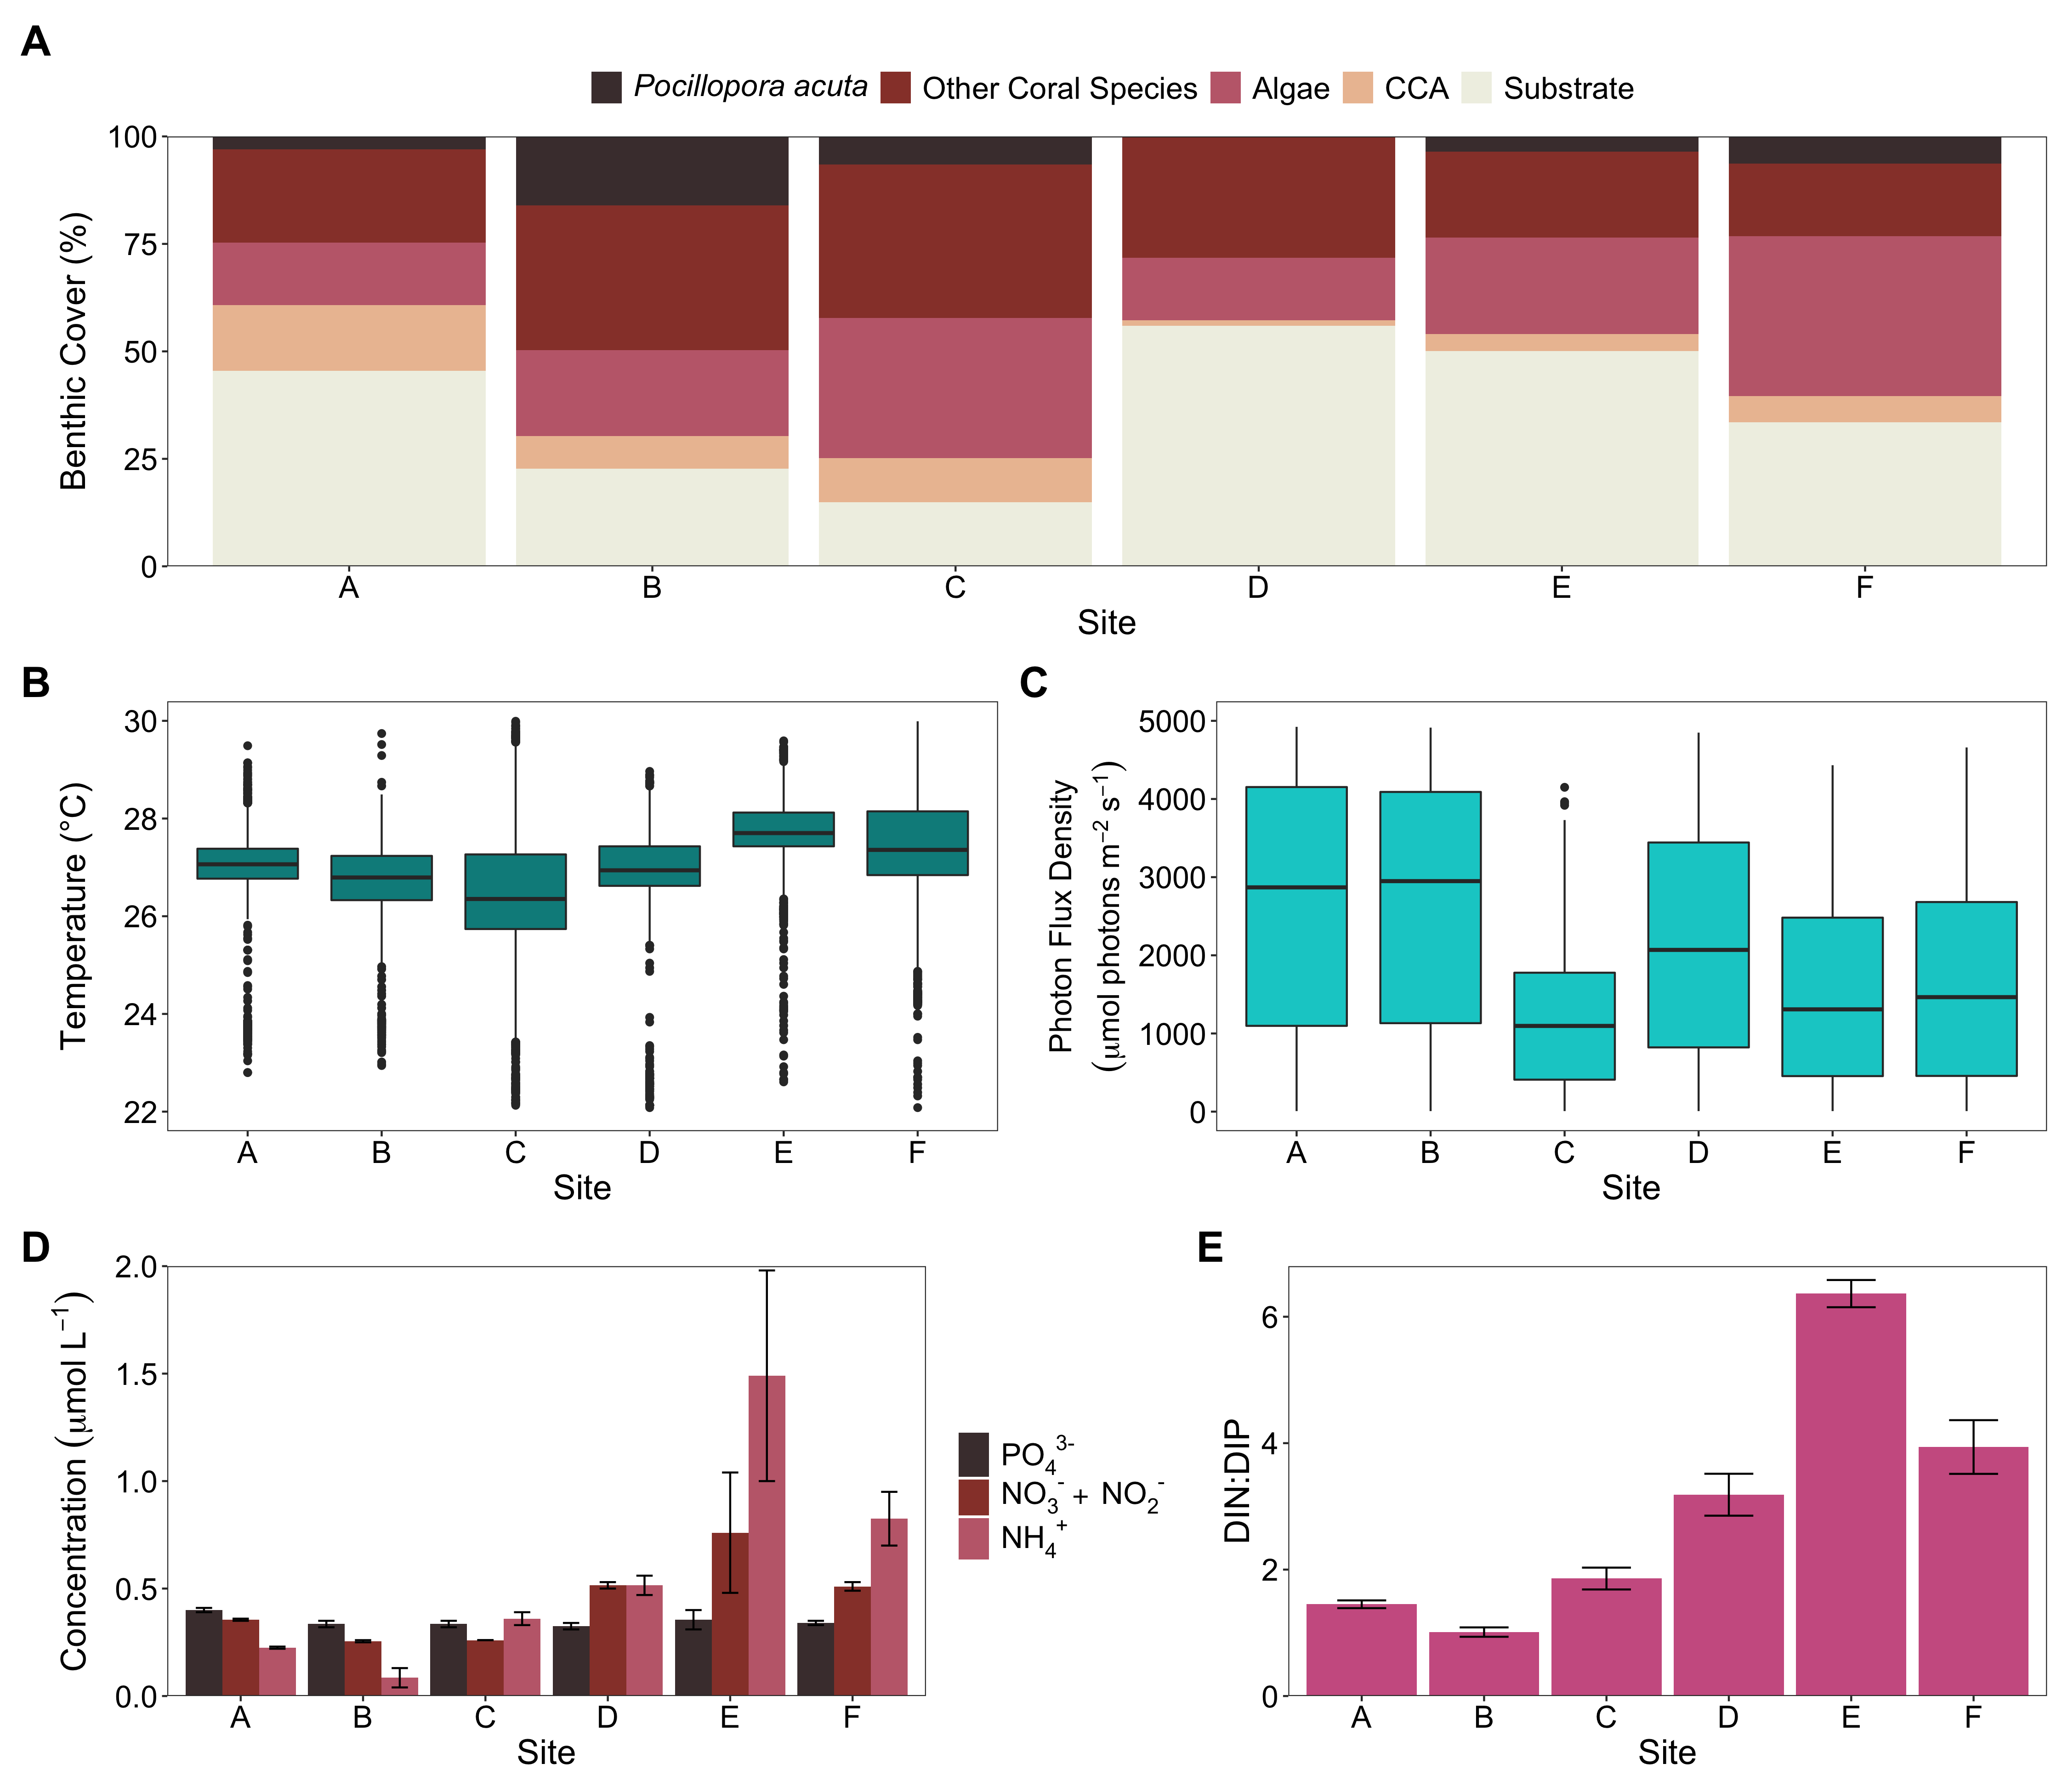 A
Pocillopora acuta Other Coral Species Algae CCA Substrate
Benthic Cover (%)
100
75
50
25
0
A B C D E F
Site
B
Temperature (°C)
30
28
26
24
22
A B C D E F
Site
C
Photon Flux Density
(μmol photons m⁻² s⁻¹)
5000
4000
3000
2000
1000
0
A B C D E F
Site
D
Concentration (μmol L⁻¹)
2.0
1.5
1.0
0.5
0.0
A B C D E F
Site
PO₄³⁻
NO₃⁻ + NO₂⁻
NH₄⁺
E
DIN:DIP
6
4
2
0
A B C D E F
Site